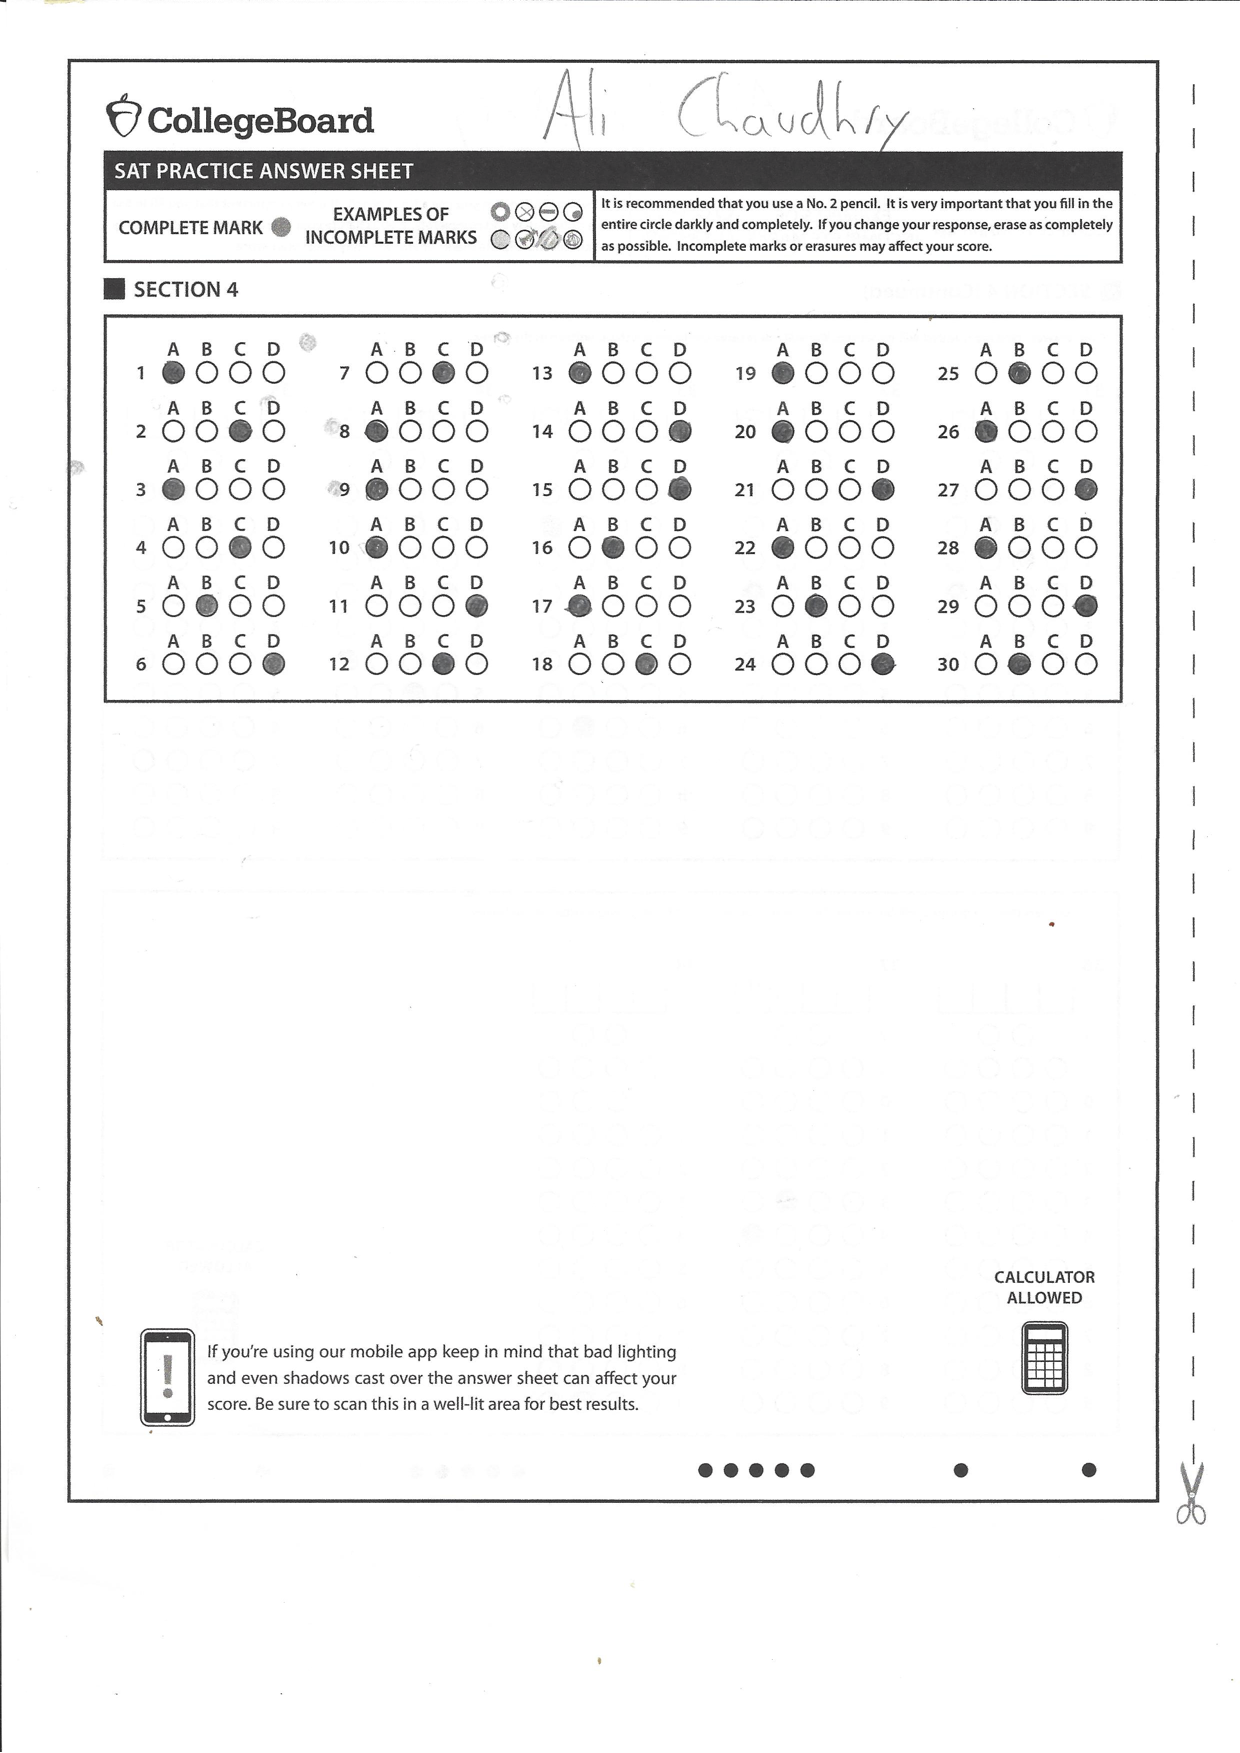 Ali Chaudhry
CollegeBoard
SAT PRACTICE ANSWER SHEET
COMPLETE MARK
EXAMPLES OF
INCOMPLETE MARKS
It is recommended that you use a No. 2 pencil. It is very important that you fill in the
entire circle darkly and completely. If you change your response, erase as completely
as possible. Incomplete marks or erasures may affect your score.
SECTION 4
A B C D A B C D A B C D A B C D A B C D
1 7 13 19 25
A B C D A B C D A B C D A B C D A B C D
2 8 14 20 26
A B C D A B C D A B C D A B C D A B C D
3 9 15 21 27
A B C D A B C D A B C D A B C D A B C D
4 10 16 22 28
A B C D A B C D A B C D A B C D A B C D
5 11 17 23 29
A B C D A B C D A B C D A B C D A B C D
6 12 18 24 30
CALCULATOR
ALLOWED
If you're using our mobile app keep in mind that bad lighting
and even shadows cast over the answer sheet can affect your
score. Be sure to scan this in a well-lit area for best results.